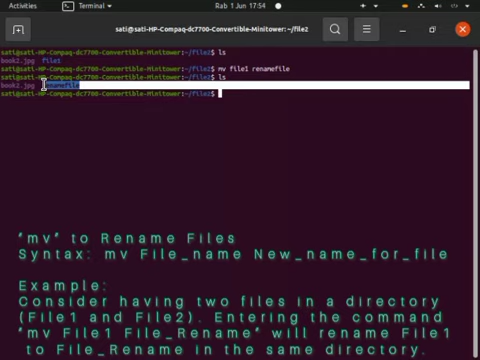 Activities
Terminal
Rab 1 Jun 17:54
sati@sati-HP-Compaq-dc7700-Convertible-Minitower:~/file2
sati@sati-HP-Compaq-dc7700-Convertible-Minitower:~/file2$ ls
book2.jpg file1
sati@sati-HP-Compaq-dc7700-Convertible-Minitower:~/file2$ mv file1 renamefile
sati@sati-HP-Compaq-dc7700-Convertible-Minitower:~/file2$ ls
book2.jpg renamefile
sati@sati-HP-Compaq-dc7700-Convertible-Minitower:~/file2$
"mv" to Rename Files
Syntax: mv File_name New_name_for_file
Example:
Consider having two files in a directory
(File1 and File2). Entering the command
"mv File1 File_Rename" will rename File1
to File_Rename in the same directory.